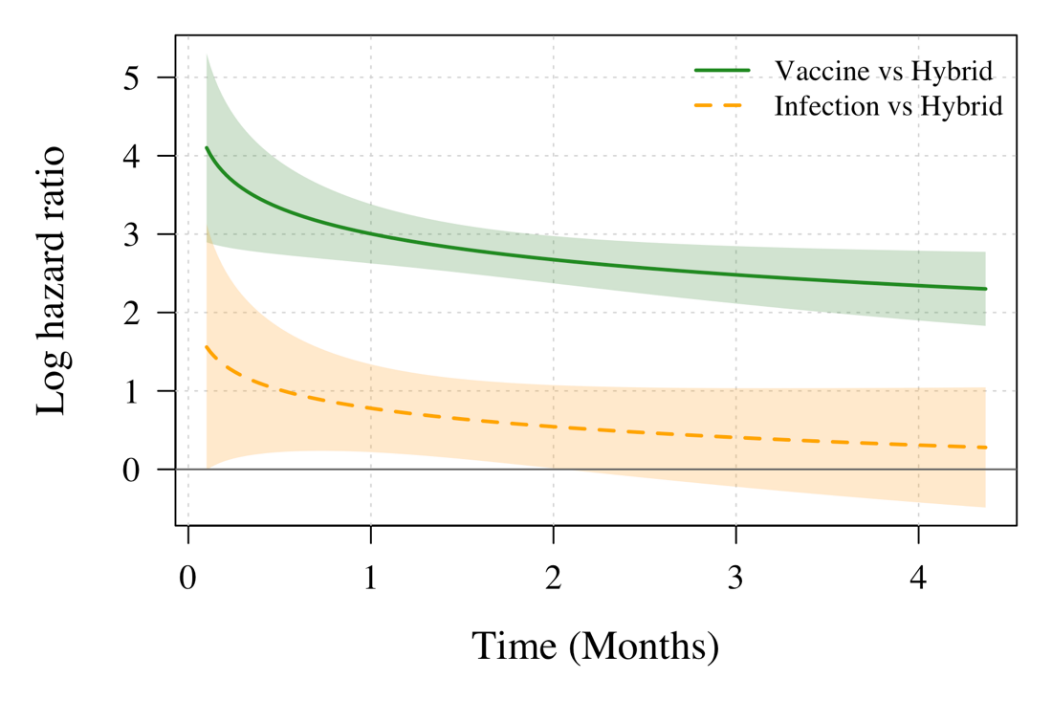 Vaccine vs Hybrid
Infection vs Hybrid
Log hazard ratio
5
4
3
2
1
0
0 1 2 3 4
Time (Months)